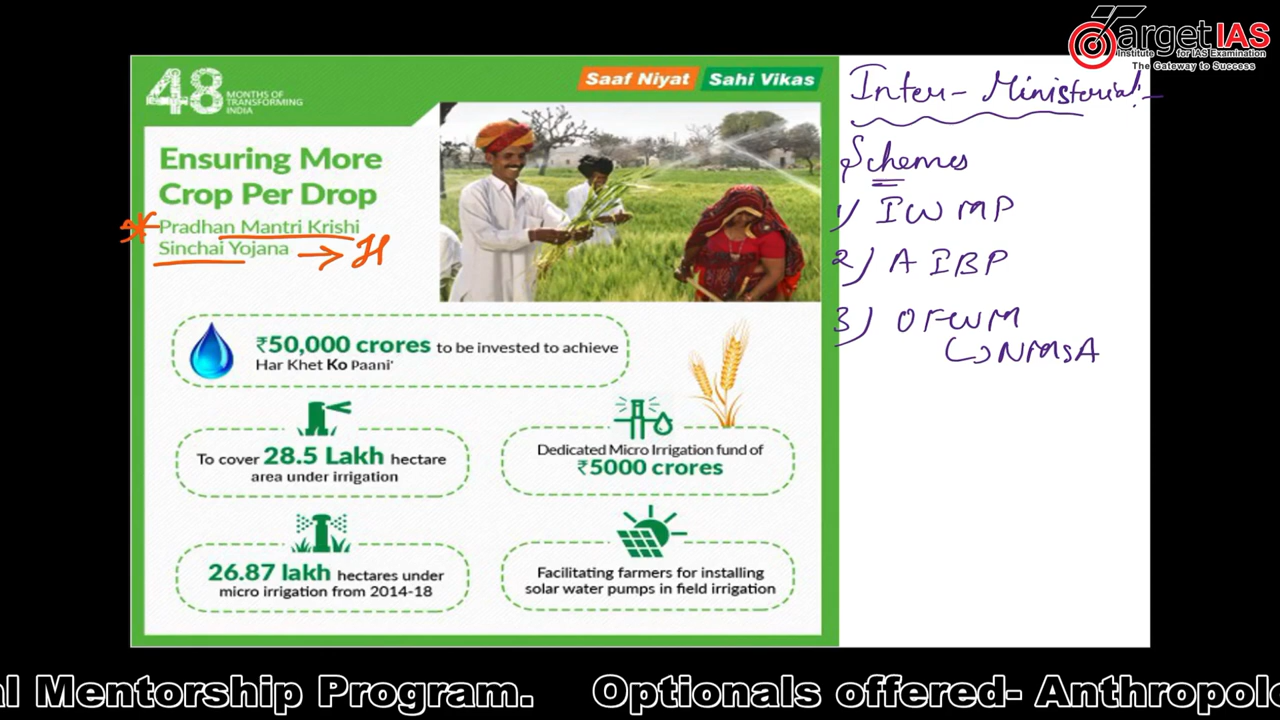 Target IAS
Institute for IAS Examination
The Gateway to Success
48 MONTHS OF
TRANSFORMING
INDIA
Saaf Niyat Sahi Vikas
Ensuring More
Crop Per Drop
Pradhan Mantri Krishi
Sinchai Yojana → H
₹50,000 crores to be invested to achieve
Har Khet Ko Paani'
To cover 28.5 Lakh hectare
area under irrigation
Dedicated Micro Irrigation fund of
₹5000 crores
26.87 lakh hectares under
micro irrigation from 2014-18
Facilitating farmers for installing
solar water pumps in field irrigation
Inter-Ministerial:-
Schemes
1) IWMP
2) AIBP
3) OFWM
↳ NMSA
al Mentorship Program. Optionals offered- Anthropolo